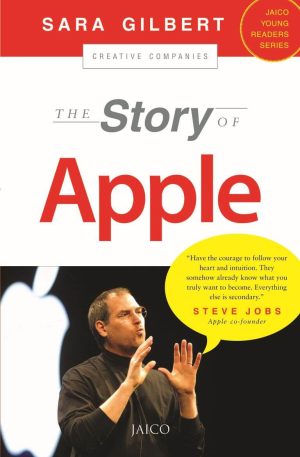 SARA GILBERT
JAICO
YOUNG
READERS
SERIES
CREATIVE COMPANIES
THE Story OF
Apple
"Have the courage to follow your
heart and intuition. They
somehow already know what you
truly want to become. Everything
else is secondary."
STEVE JOBS
Apple co-founder
JAICO